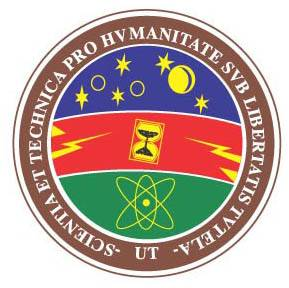 -SCIENTIA ET TECHNICA PRO HVMANITATE SVB LIBERTATIS TVTELA-
UT